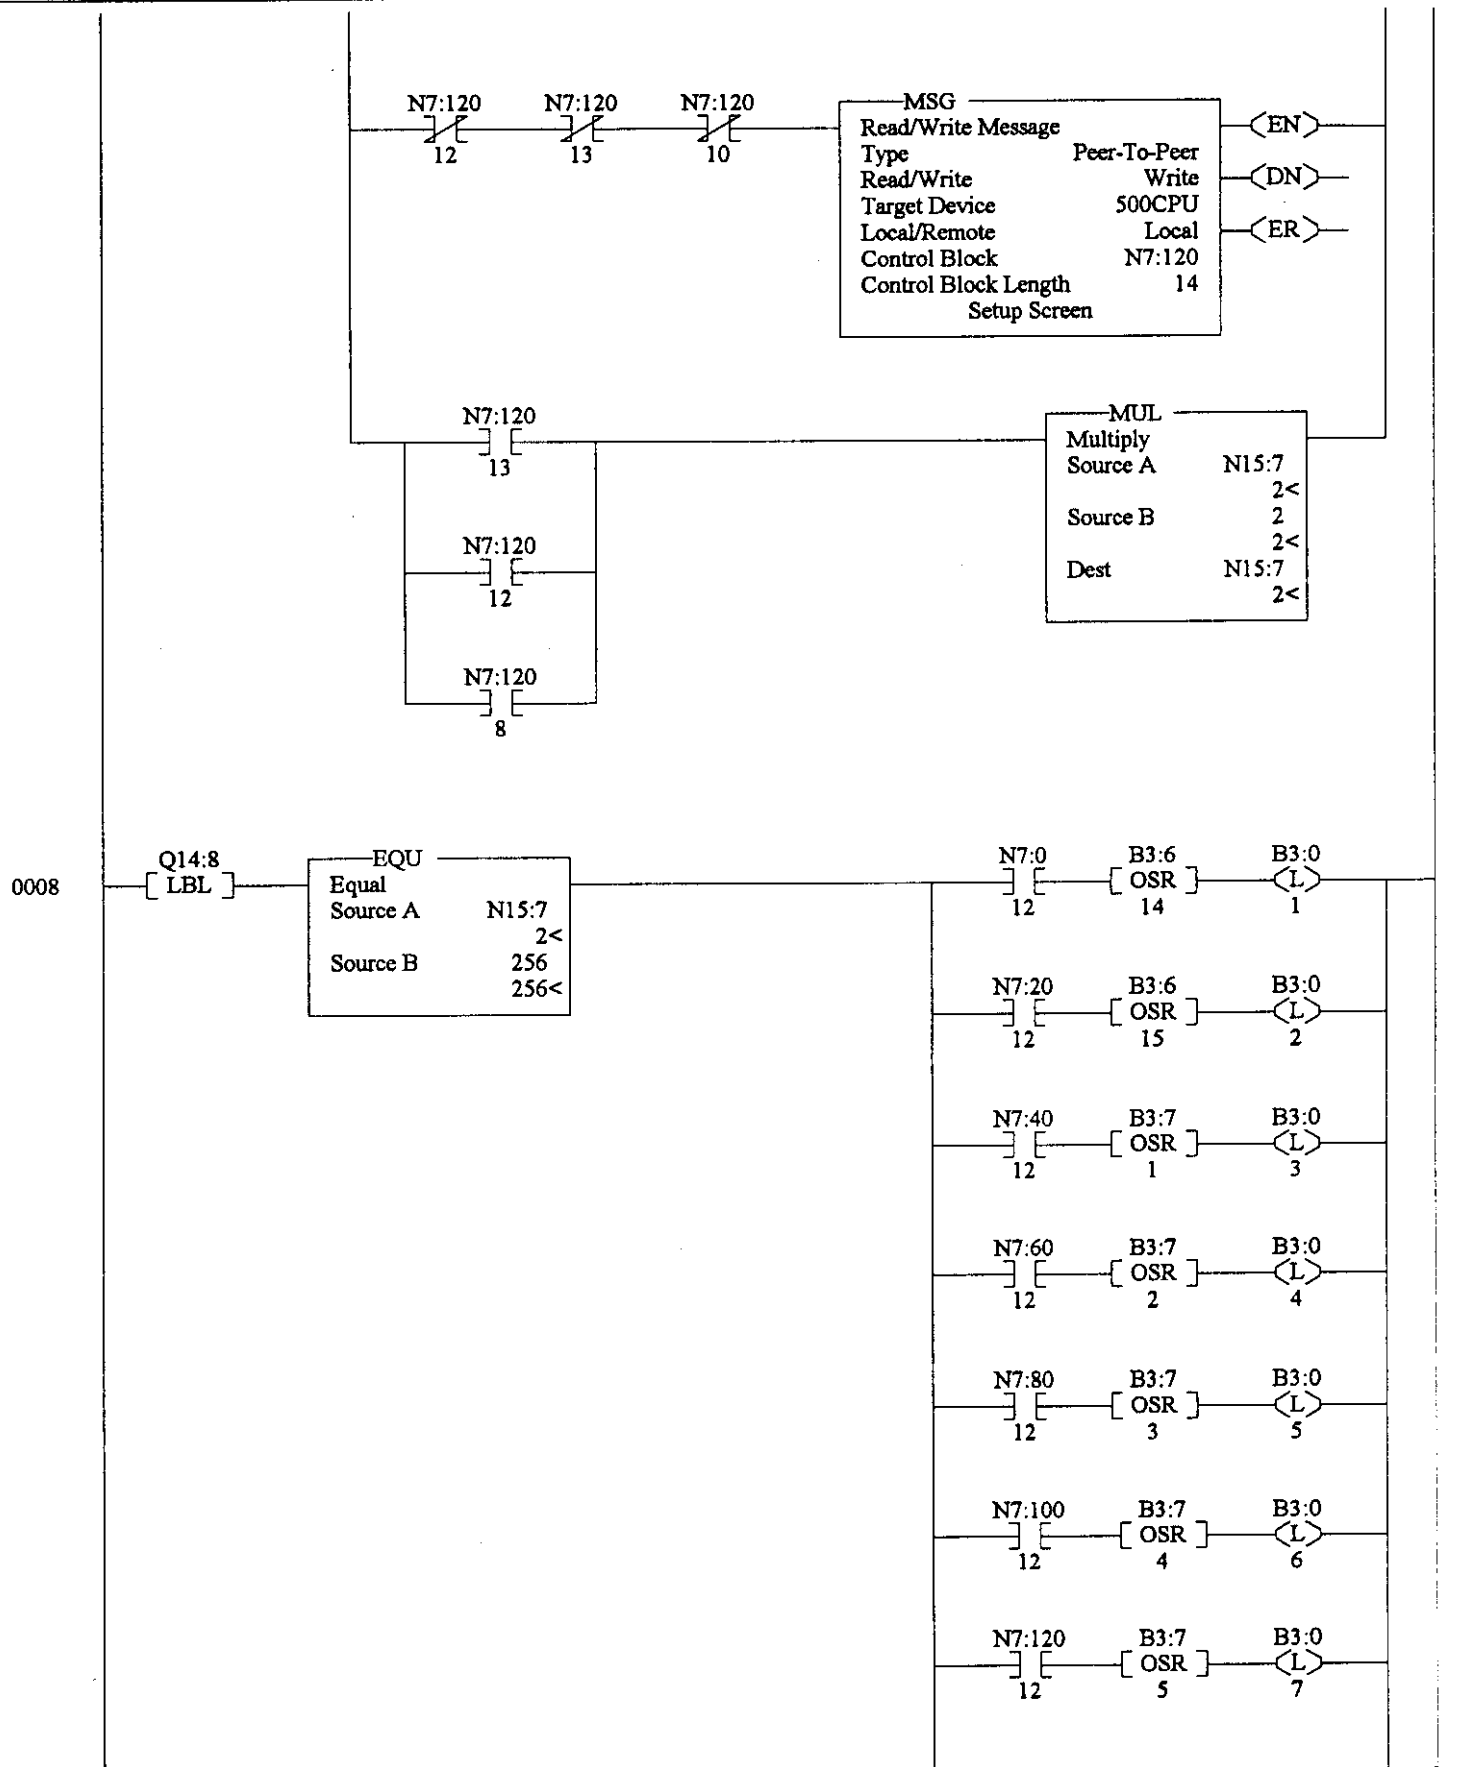 N7:120 N7:120 N7:120
12 13 10
MSG
Read/Write Message
Type Peer-To-Peer
Read/Write Write
Target Device 500CPU
Local/Remote Local
Control Block N7:120
Control Block Length 14
Setup Screen
EN
DN
ER
N7:120
13
N7:120
12
N7:120
8
MUL
Multiply
Source A N15:7
2<
Source B 2
2<
Dest N15:7
2<
0008
Q14:8
LBL
EQU
Equal
Source A N15:7
2<
Source B 256
256<
N7:0 B3:6 B3:0
OSR L
12 14 1
N7:20 B3:6 B3:0
OSR L
12 15 2
N7:40 B3:7 B3:0
OSR L
12 1 3
N7:60 B3:7 B3:0
OSR L
12 2 4
N7:80 B3:7 B3:0
OSR L
12 3 5
N7:100 B3:7 B3:0
OSR L
12 4 6
N7:120 B3:7 B3:0
OSR L
12 5 7